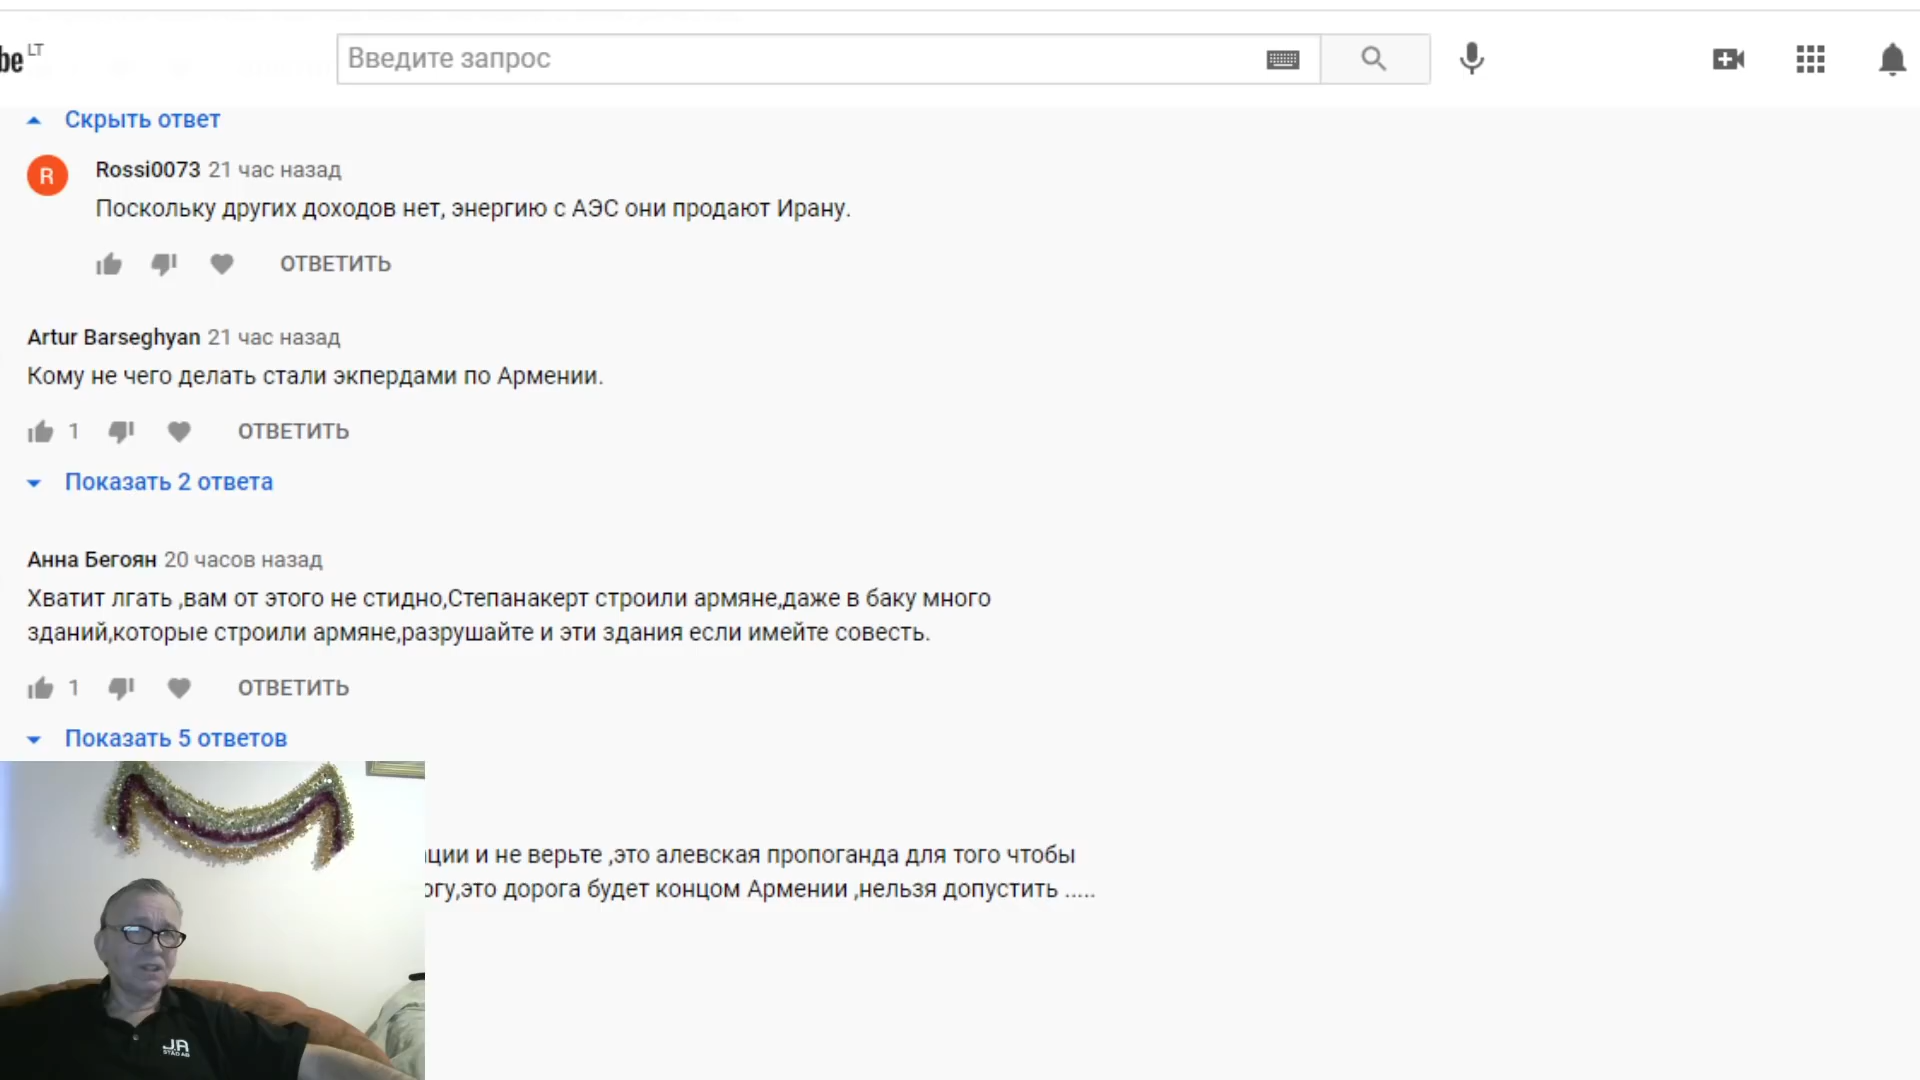 be LT
Введите запрос
Скрыть ответ
R
Rossi0073 21 час назад
Поскольку других доходов нет, энергию с АЭС они продают Ирану.
ОТВЕТИТЬ
Artur Barseghyan 21 час назад
Кому не чего делать стали экпердами по Армении.
1 ОТВЕТИТЬ
Показать 2 ответа
Анна Бегоян 20 часов назад
Хватит лгать ,вам от этого не стидно,Степанакерт строили армяне,даже в баку много
зданий,которые строили армяне,разрушайте и эти здания если имейте совесть.
1 ОТВЕТИТЬ
Показать 5 ответов
ции и не верьте ,это алевская пропоганда для того чтобы
огу,это дорога будет концом Армении ,нельзя допустить .....
J.A